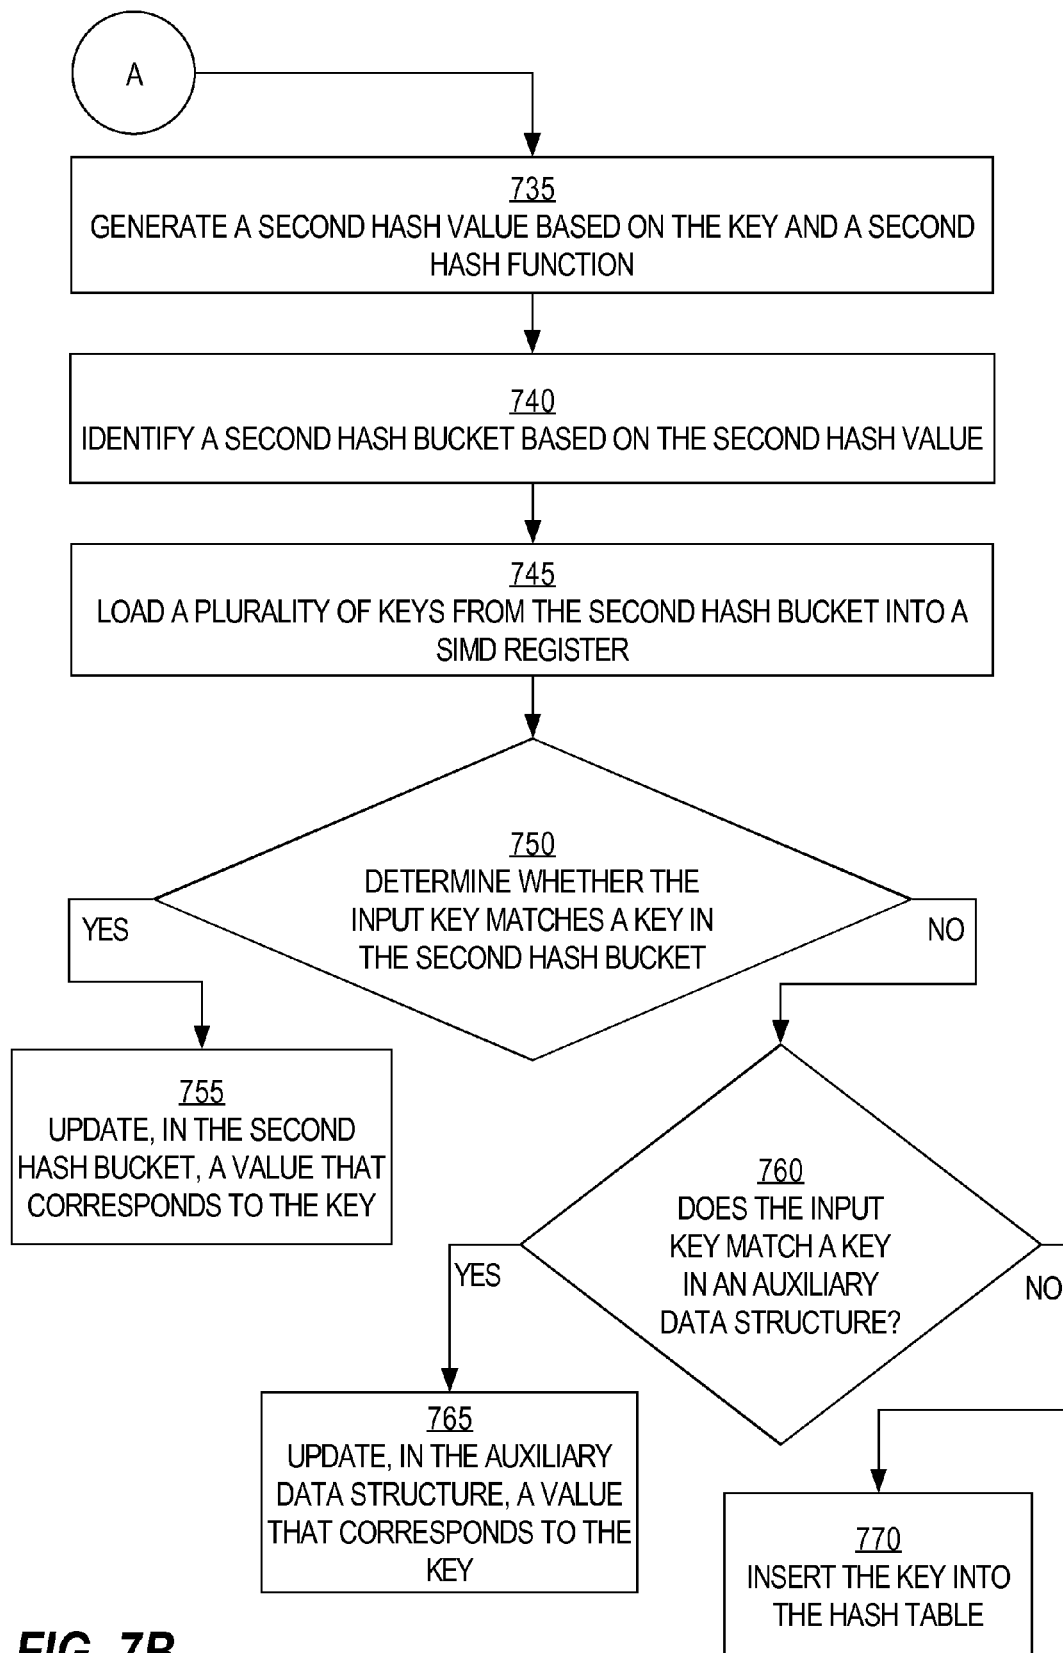 A
735
GENERATE A SECOND HASH VALUE BASED ON THE KEY AND A SECOND
HASH FUNCTION
740
IDENTIFY A SECOND HASH BUCKET BASED ON THE SECOND HASH VALUE
745
LOAD A PLURALITY OF KEYS FROM THE SECOND HASH BUCKET INTO A
SIMD REGISTER
750
DETERMINE WHETHER THE
INPUT KEY MATCHES A KEY IN
THE SECOND HASH BUCKET
YES
NO
755
UPDATE, IN THE SECOND
HASH BUCKET, A VALUE THAT
CORRESPONDS TO THE KEY
760
DOES THE INPUT
KEY MATCH A KEY
IN AN AUXILIARY
DATA STRUCTURE?
YES
NO
765
UPDATE, IN THE AUXILIARY
DATA STRUCTURE, A VALUE
THAT CORRESPONDS TO THE
KEY
770
INSERT THE KEY INTO
THE HASH TABLE
FIG. 7B